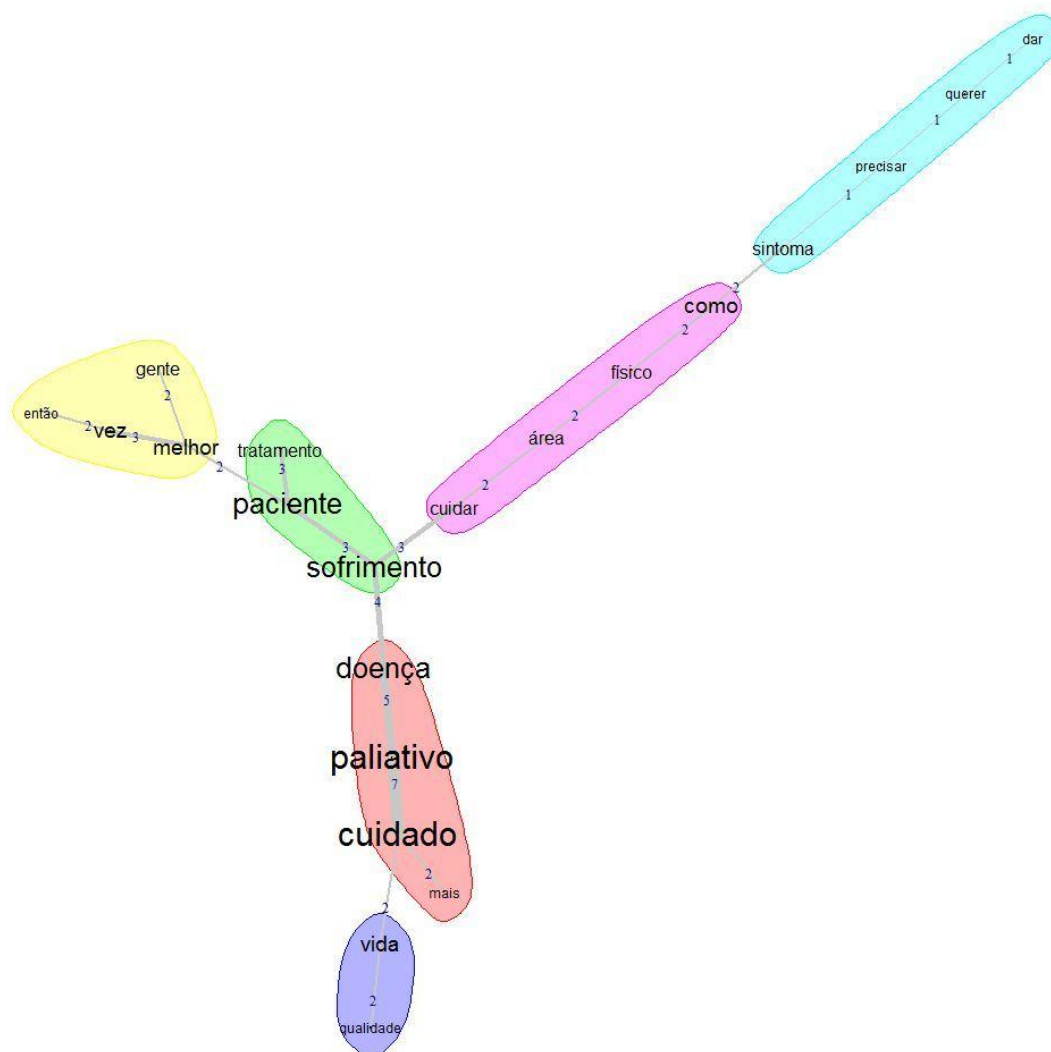 dar
1
querer
1
precisar
1
sintoma
2
como
2
físico
2
área
2
cuidar
3
gente
2
então
2
vez
3
melhor
2
tratamento
3
paciente
3
sofrimento
4
doença
5
paliativo
7
cuidado
2
mais
2
vida
2
qualidade